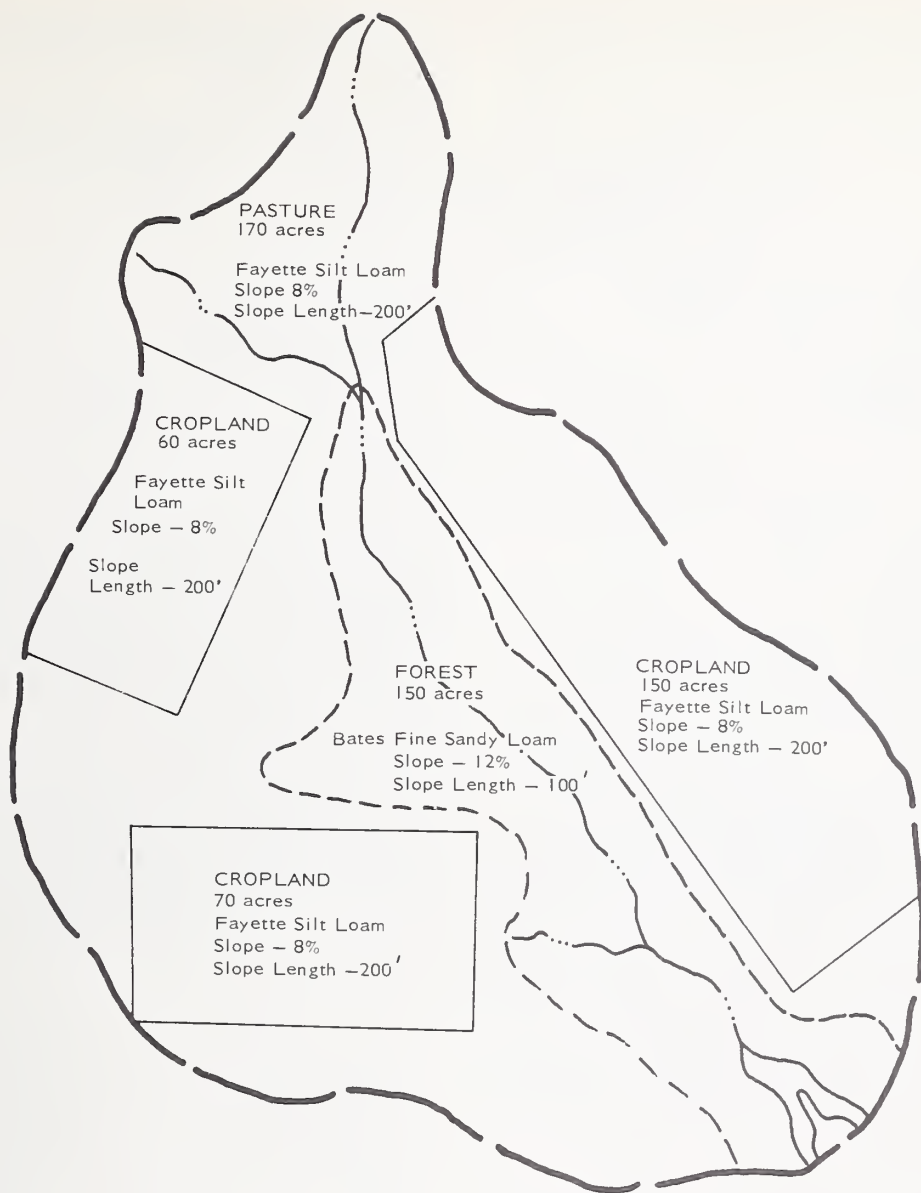 PASTURE
170 acres
Fayette Silt Loam
Slope 8%
Slope Length-200'
CROPLAND
60 acres
Fayette Silt
Loam
Slope - 8%
Slope
Length - 200'
FOREST
150 acres
Bates Fine Sandy Loam
Slope - 12%
Slope Length - 100'
CROPLAND
150 acres
Fayette Silt Loam
Slope - 8%
Slope Length - 200'
CROPLAND
70 acres
Fayette Silt Loam
Slope - 8%
Slope Length -200'